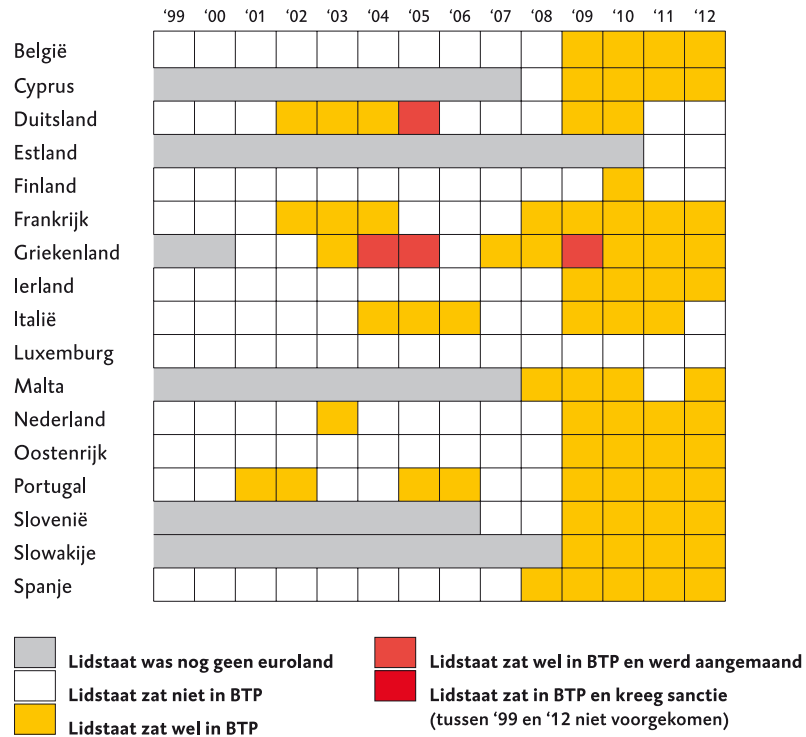 ‘99 ‘00 ‘01 ‘02 ‘03 ‘04 ‘05 ‘06 ‘07 ‘08 ‘09 ‘10 ‘11 ‘12
België
Cyprus
Duitsland
Estland
Finland
Frankrijk
Griekenland
Ierland
Italië
Luxemburg
Malta
Nederland
Oostenrijk
Portugal
Slovenië
Slowakije
Spanje
Lidstaat was nog geen euroland
Lidstaat zat niet in BTP
Lidstaat zat wel in BTP
Lidstaat zat wel in BTP en werd aangemaand
Lidstaat zat in BTP en kreeg sanctie
(tussen ‘99 en ‘12 niet voorgekomen)